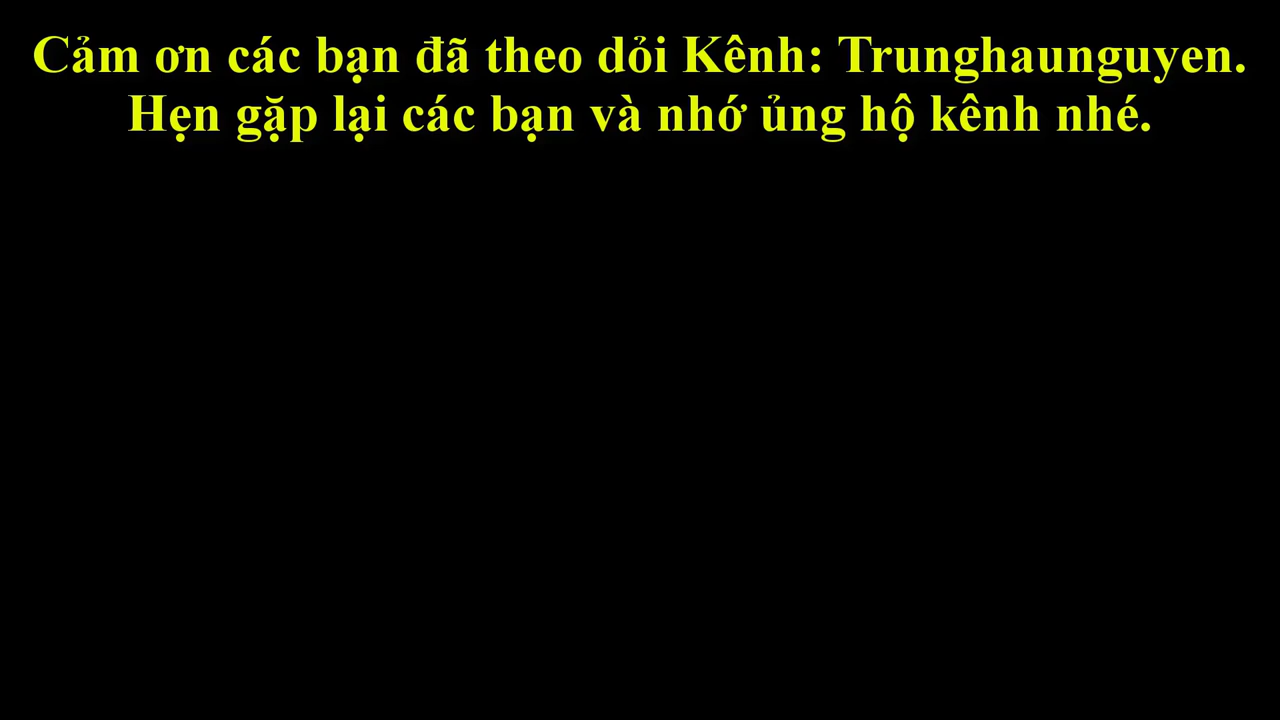 Cảm ơn các bạn đã theo dỏi Kênh: Trunghaunguyen.
Hẹn gặp lại các bạn và nhớ ủng hộ kênh nhé.